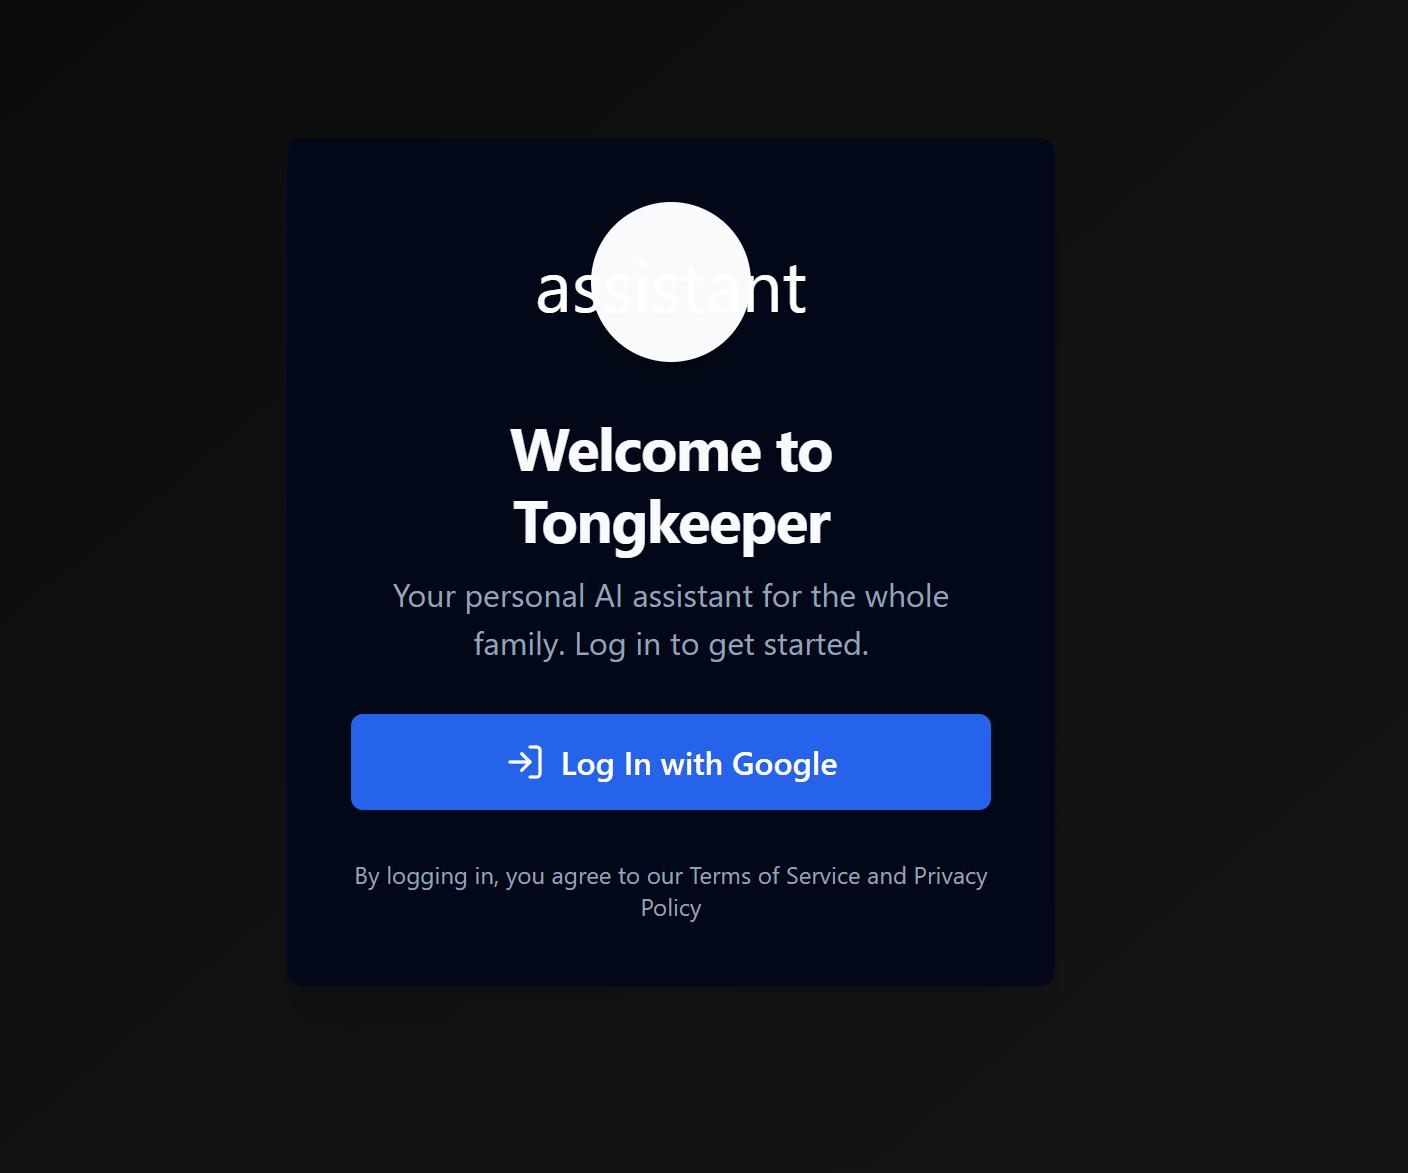 assistant
Welcome to
Tongkeeper
Your personal AI assistant for the whole
family. Log in to get started.
Log In with Google
By logging in, you agree to our Terms of Service and Privacy
Policy